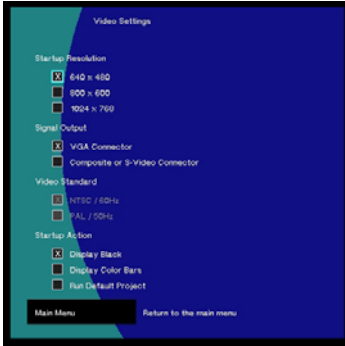 Video Settings
Startup Resolution
X 640 x 480
800 x 600
1024 x 760
Signal Output
X VGA Connector
Composite or S-Video Connector
Video Standard
X NTSC / 60Hz
PAL / 50Hz
Startup Action
X Display Black
Display Color Bars
Run Default Project
Main Menu Return to the main menu